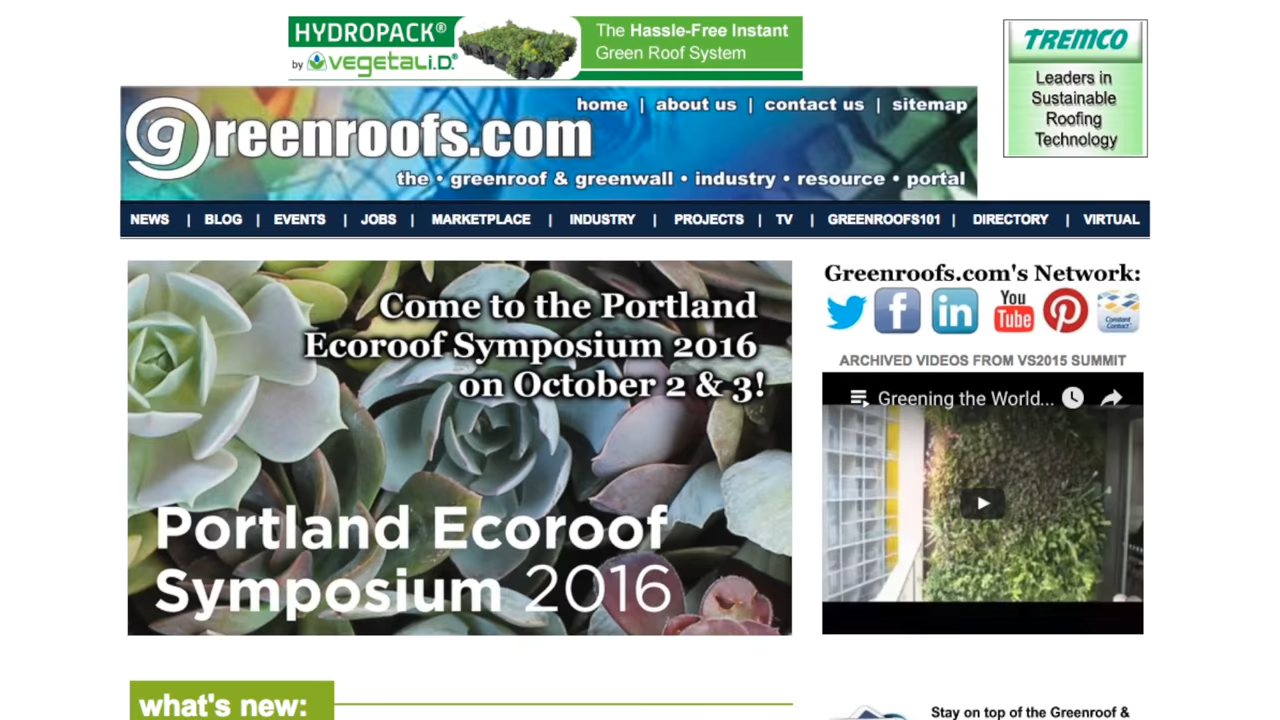 HYDROPACK®
by vegetal i.D.®
The Hassle-Free Instant
Green Roof System
TREMCO
Leaders in
Sustainable
Roofing
Technology
home | about us | contact us | sitemap
greenroofs.com
the • greenroof & greenwall • industry • resource • portal
NEWS | BLOG | EVENTS | JOBS | MARKETPLACE | INDUSTRY | PROJECTS | TV | GREENROOFS101 | DIRECTORY | VIRTUAL
Come to the Portland
Ecoroof Symposium 2016
on October 2 & 3!
Portland Ecoroof
Symposium 2016
Greenroofs.com's Network:
in
You
Tube
Constant
Contact
ARCHIVED VIDEOS FROM VS2015 SUMMIT
Greening the World...
what's new:
Stay on top of the Greenroof &